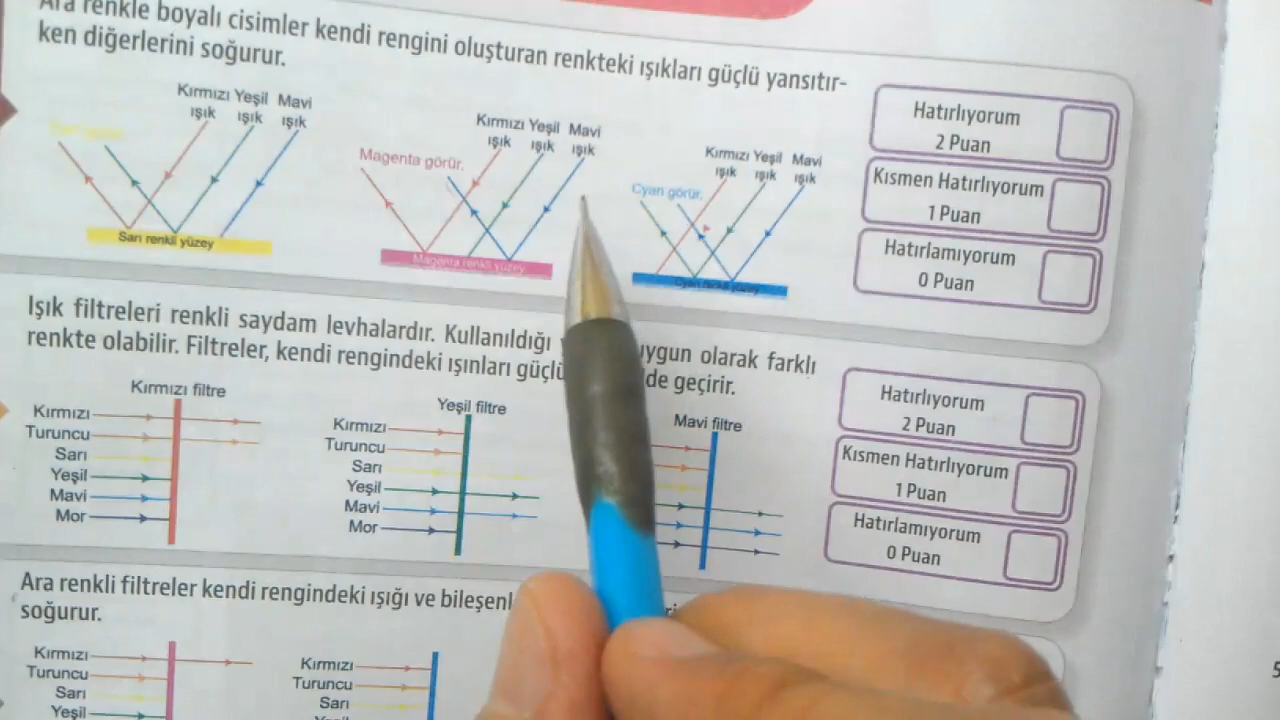 Ara renkle boyalı cisimler kendi rengini oluşturan renkteki ışıkları güçlü yansıtır-
ken diğerlerini soğurur.
Kırmızı Yeşil Mavi
ışık ışık ışık
Sarı renkli yüzey
Kırmızı Yeşil Mavi
ışık ışık ışık
Magenta görür.
Magenta renkli yüzey
Kırmızı Yeşil Mavi
ışık ışık ışık
Cyan görür.
Cyan renkli yüzey
Hatırlıyorum
2 Puan
Kısmen Hatırlıyorum
1 Puan
Hatırlamıyorum
0 Puan
Işık filtreleri renkli saydam levhalardır. Kullanıldığı uygun olarak farklı
renkte olabilir. Filtreler, kendi rengindeki ışınları güçlü geçirir.
Kırmızı filtre
Kırmızı
Turuncu
Sarı
Yeşil
Mavi
Mor
Yeşil filtre
Kırmızı
Turuncu
Sarı
Yeşil
Mavi
Mor
Mavi filtre
Hatırlıyorum
2 Puan
Kısmen Hatırlıyorum
1 Puan
Hatırlamıyorum
0 Puan
Ara renkli filtreler kendi rengindeki ışığı ve
soğurur.
Kırmızı
Turuncu
Sarı
Yeşil
Kırmızı
Turuncu
Sarı
5